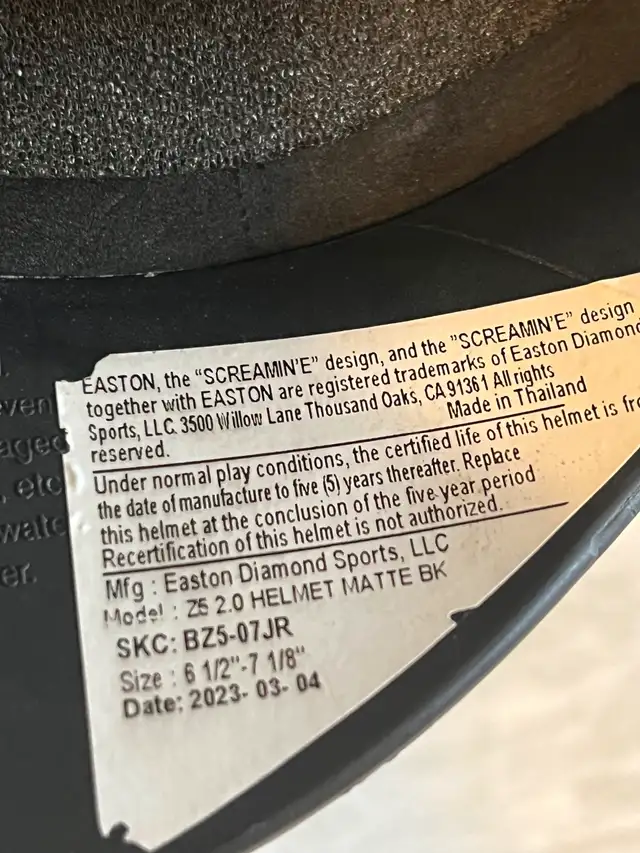 EASTON, the "SCREAMIN'E" design, and the "SCREAMIN'E" design
together with EASTON are registered trademarks of Easton Diamond
Sports, LLC. 3500 Willow Lane Thousand Oaks, CA 91361 All rights
reserved. Made in Thailand
Under normal play conditions, the certified life of this helmet is
the date of manufacture to five (5) years thereafter. Replace
this helmet at the conclusion of the five-year period
Recertification of this helmet is not authorized.
Mfg : Easton Diamond Sports, LLC
Model : Z5 2.0 HELMET MATTE BK
SKC: BZ5-07JR
Size : 6 1/2"-7 1/8"
Date: 2023- 03- 04